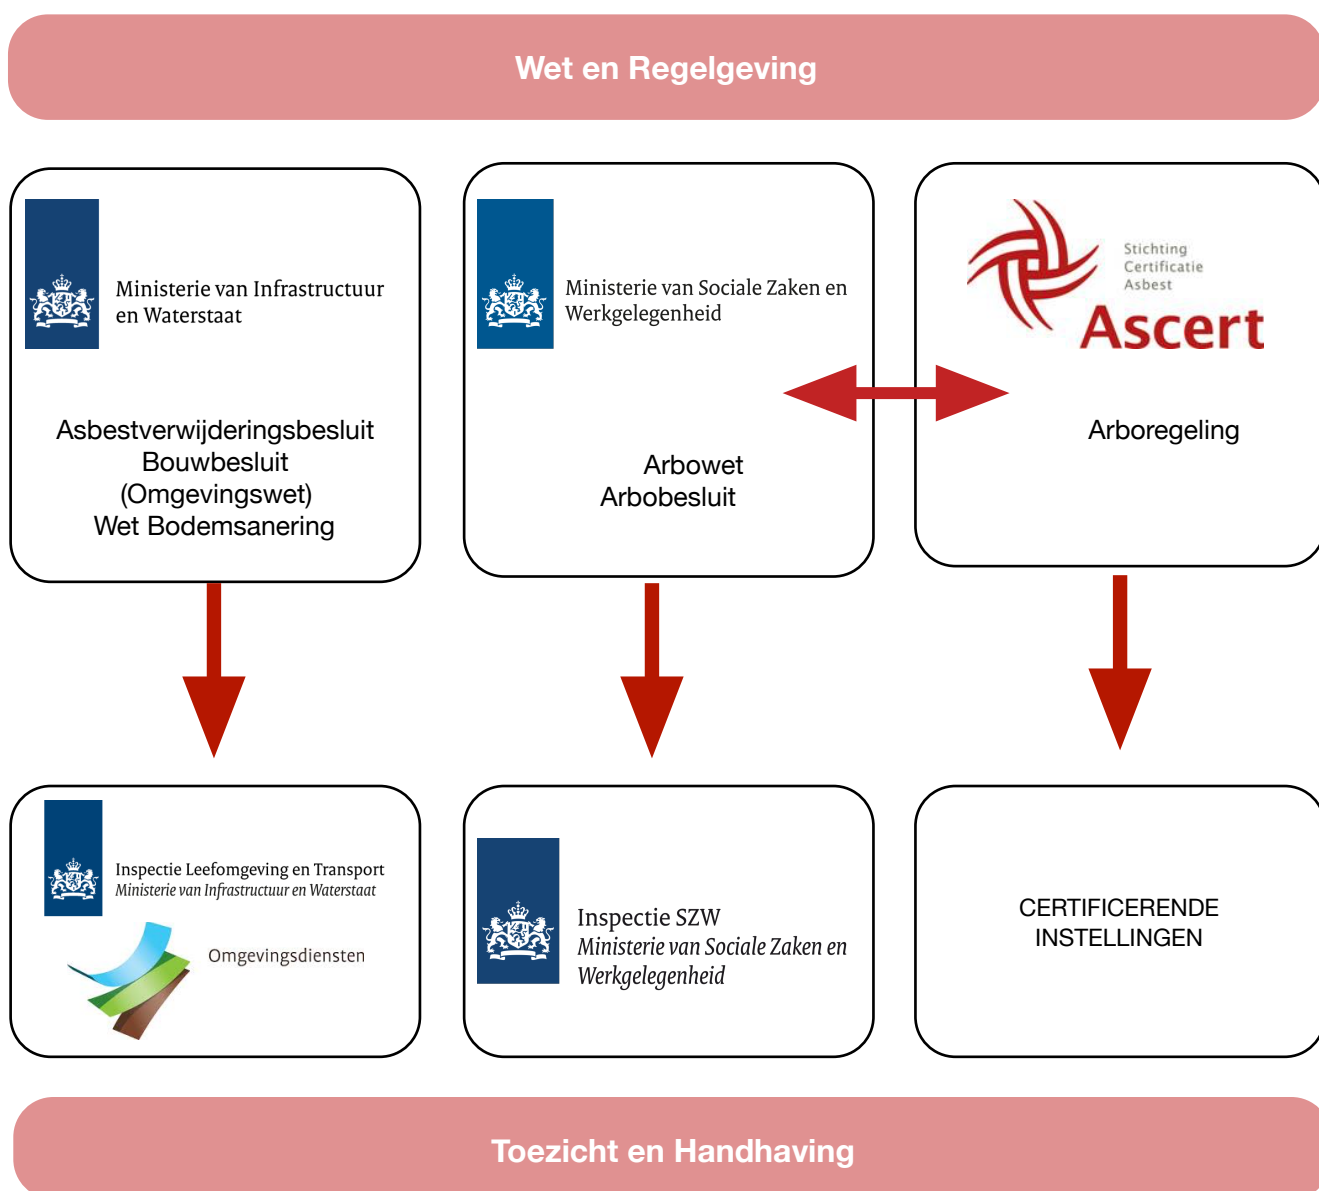 Wet en Regelgeving
Ministerie van Infrastructuur
en Waterstaat
Asbestverwijderingsbesluit
Bouwbesluit
(Omgevingswet)
Wet Bodemsanering
Ministerie van Sociale Zaken en
Werkgelegenheid
Arbowet
Arbobesluit
Stichting
Certificatie
Asbest
Ascert
Arboregeling
Inspectie Leefomgeving en Transport
Ministerie van Infrastructuur en Waterstaat
Omgevingsdiensten
Inspectie SZW
Ministerie van Sociale Zaken en
Werkgelegenheid
CERTIFICERENDE
INSTELLINGEN
Toezicht en Handhaving